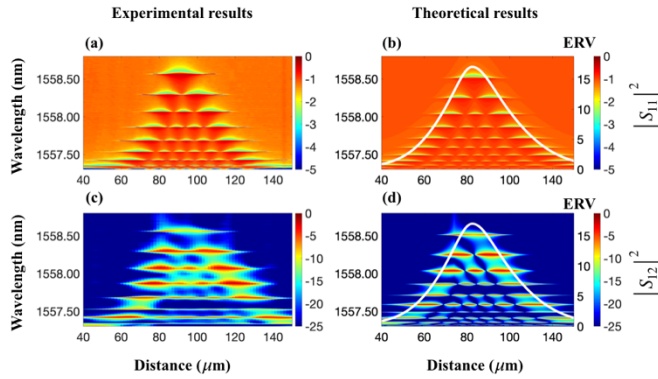 Experimental results
Theoretical results
(a)
(b)
ERV
Wavelength (nm)
1558.50
1558.00
1557.50
0
-1
-2
-3
-4
-5
1558.50
1558.00
1557.50
15
10
5
0
0
-1
-2
-3
-4
-5
|S11|²
40 60 80 100 120 140
40 60 80 100 120 140
(c)
(d)
ERV
Wavelength (nm)
1558.50
1558.00
1557.50
0
-5
-10
-15
-20
-25
1558.50
1558.00
1557.50
15
10
5
0
0
-5
-10
-15
-20
-25
|S12|²
40 60 80 100 120 140
40 60 80 100 120 140
Distance (μm)
Distance (μm)